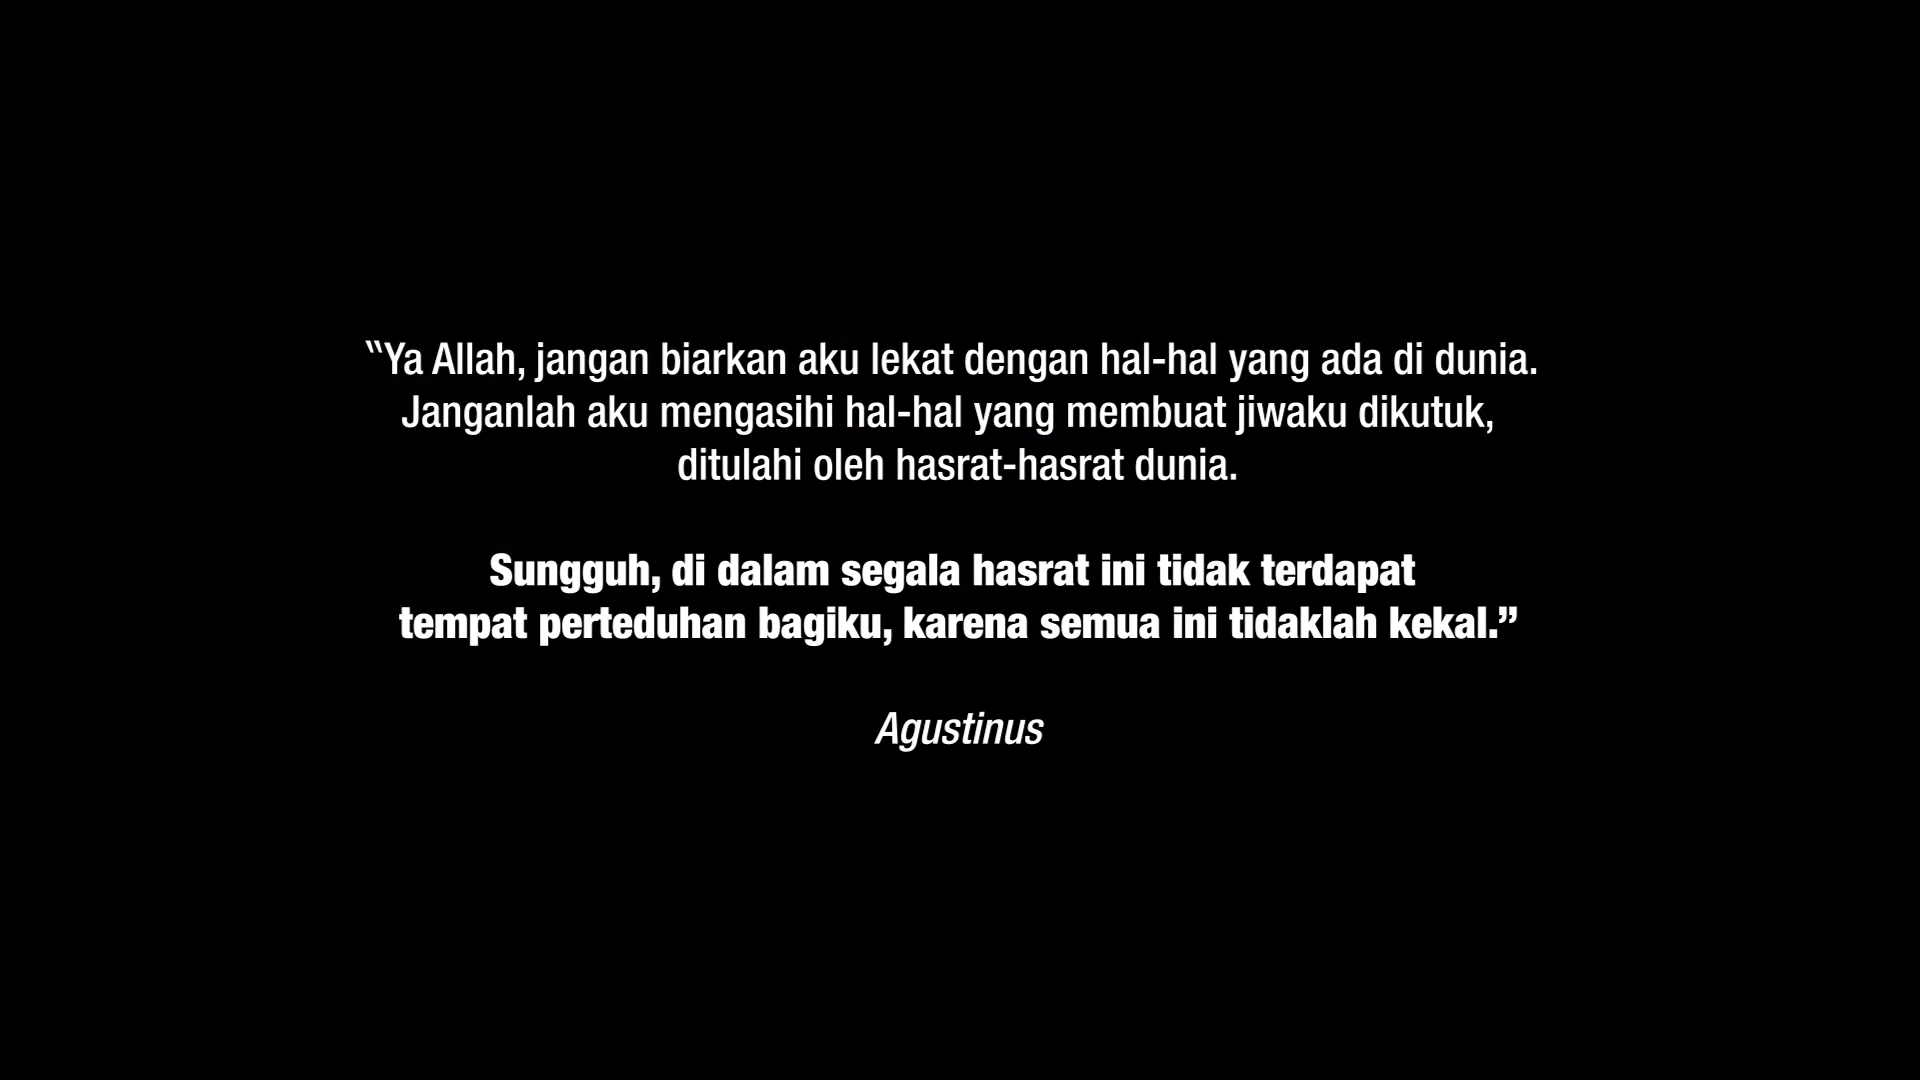 “Ya Allah, jangan biarkan aku lekat dengan hal-hal yang ada di dunia.
Janganlah aku mengasihi hal-hal yang membuat jiwaku dikutuk,
ditulahi oleh hasrat-hasrat dunia.
Sungguh, di dalam segala hasrat ini tidak terdapat
tempat perteduhan bagiku, karena semua ini tidaklah kekal.”
Agustinus